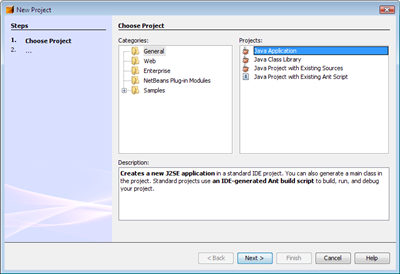 New Project
Steps
1. Choose Project
2. ...
Choose Project
Categories:
General
Web
Enterprise
NetBeans Plug-in Modules
Samples
Projects:
Java Application
Java Class Library
Java Project with Existing Sources
Java Project with Existing Ant Script
Description:
Creates a new J2SE application in a standard IDE project. You can also generate a main class in
the project. Standard projects use an IDE-generated Ant build script to build, run, and debug
your project.
< Back
Next >
Finish
Cancel
Help